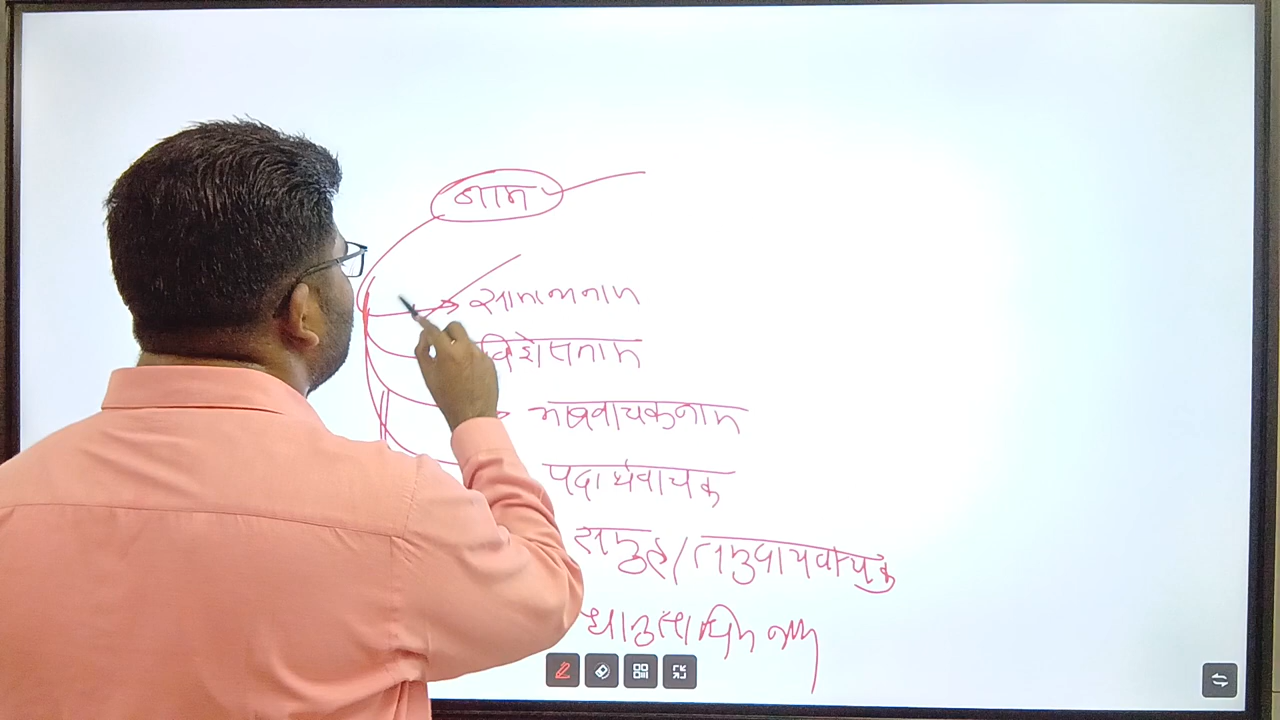 नाम
सामान्यनाम
विशेषनाम
भाववाचकनाम
पदार्थवाचक
समुह/समुदायवाचक
धातुसाधित नाम